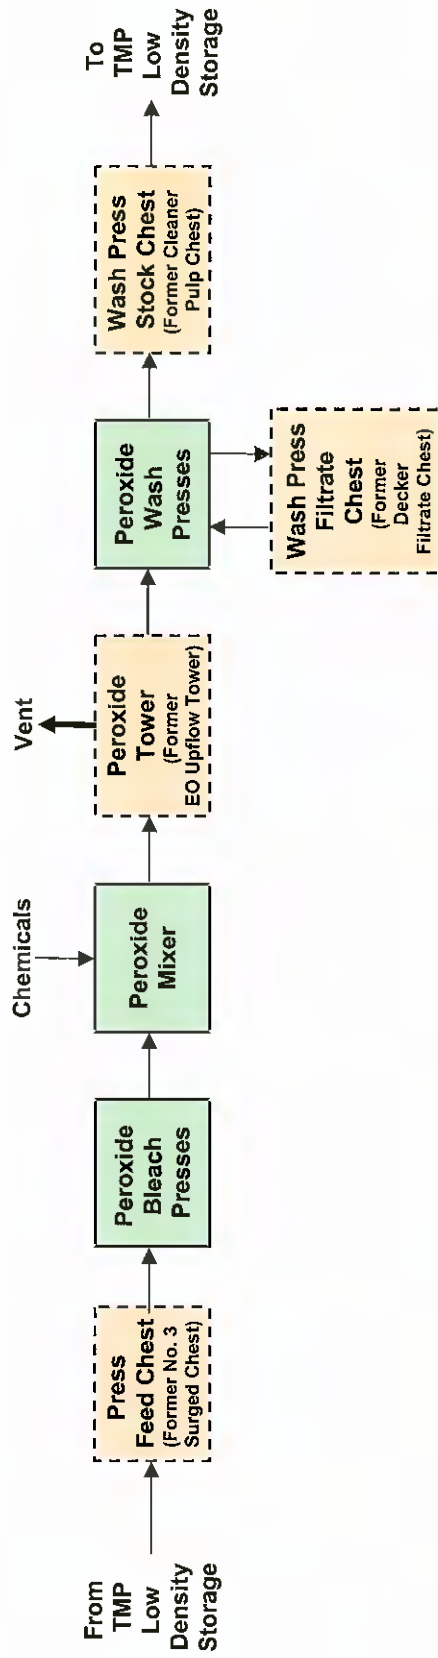 From
TMP
Low
Density
Storage
Press
Feed Chest
(Former No. 3
Surged Chest)
Peroxide
Bleach
Presses
Chemicals
Peroxide
Mixer
Vent
Peroxide
Tower
(Former
EO Upflow Tower)
Peroxide
Wash
Presses
Wash Press
Filtrate
Chest
(Former
Decker
Filtrate Chest)
Wash Press
Stock Chest
(Former Cleaner
Pulp Chest)
To
TMP
Low
Density
Storage